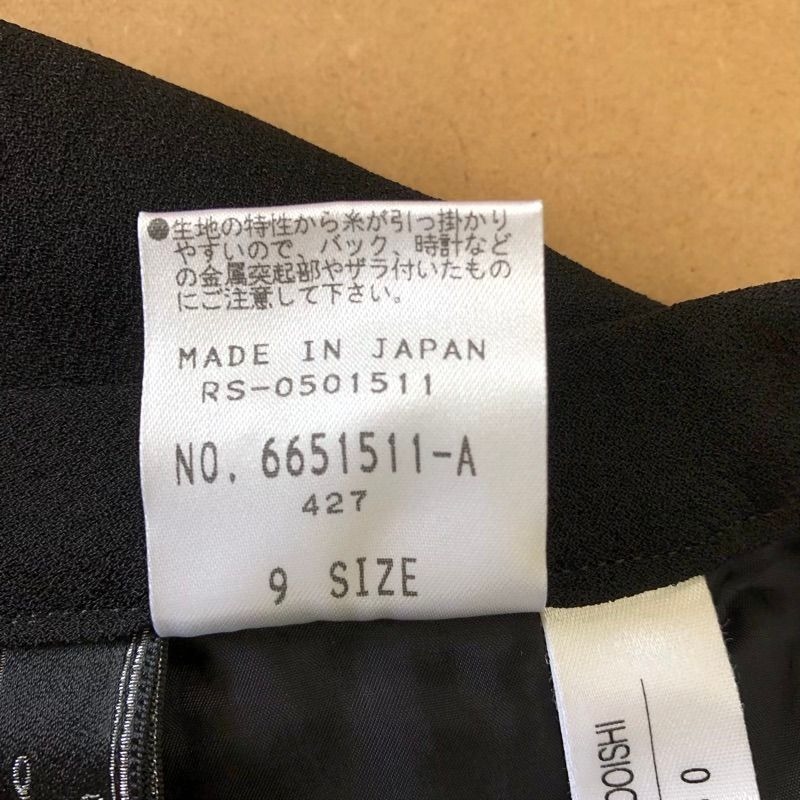 ●生地の特性から糸が引っ掛かり
やすいので、バック、時計など
の金属突起部やザラ付いたもの
にご注意して下さい。
MADE IN JAPAN
RS-0501511
NO. 6651511-A
427
9 SIZE
OOISHI
0